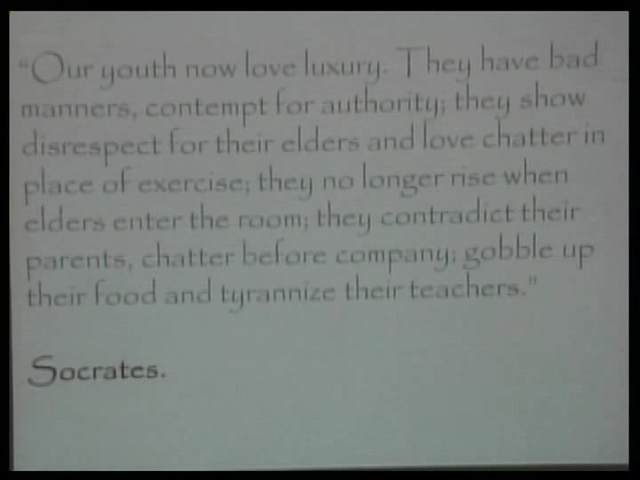 "Our youth now love luxury. They have bad
manners, contempt for authority; they show
disrespect for their elders and love chatter in
place of exercise; they no longer rise when
elders enter the room; they contradict their
parents, chatter before company; gobble up
their food and tyrannize their teachers."
Socrates.